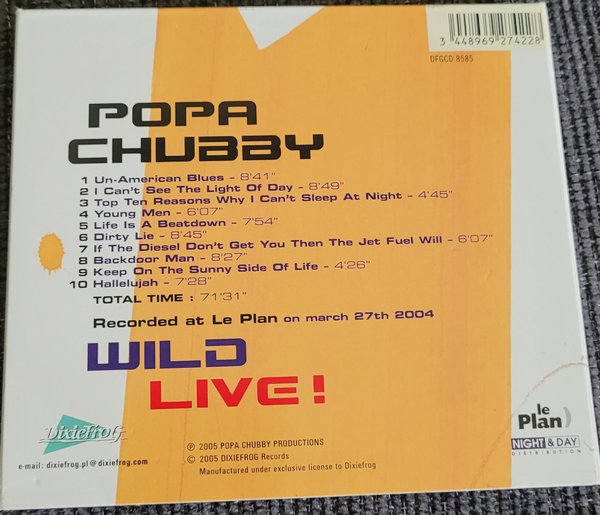 3 448969 274228
DFGCD 8585
POPA
CHUBBY
1 Un-American Blues - 8'41"
2 I Can't See The Light Of Day - 8'49"
3 Top Ten Reasons Why I Can't Sleep At Night - 4'45"
4 Young Men - 6'07"
5 Life Is A Beatdown - 7'54"
6 Dirty Lie - 8'45"
7 If The Diesel Don't Get You Then The Jet Fuel Will - 6'07"
8 Backdoor Man - 8'27"
9 Keep On The Sunny Side Of Life - 4'26"
10 Hallelujah - 7'28"
TOTAL TIME : 71'31"
Recorded at Le Plan on march 27th 2004
WILD
LIVE!
DixieFrog
e-mail: dixiefrog.pl@dixiefrog.com
℗ 2005 POPA CHUBBY PRODUCTIONS
© 2005 DIXIEFROG Records
Manufactured under exclusive license to Dixiefrog
le
Plan
NIGHT & DAY
DISTRIBUTION